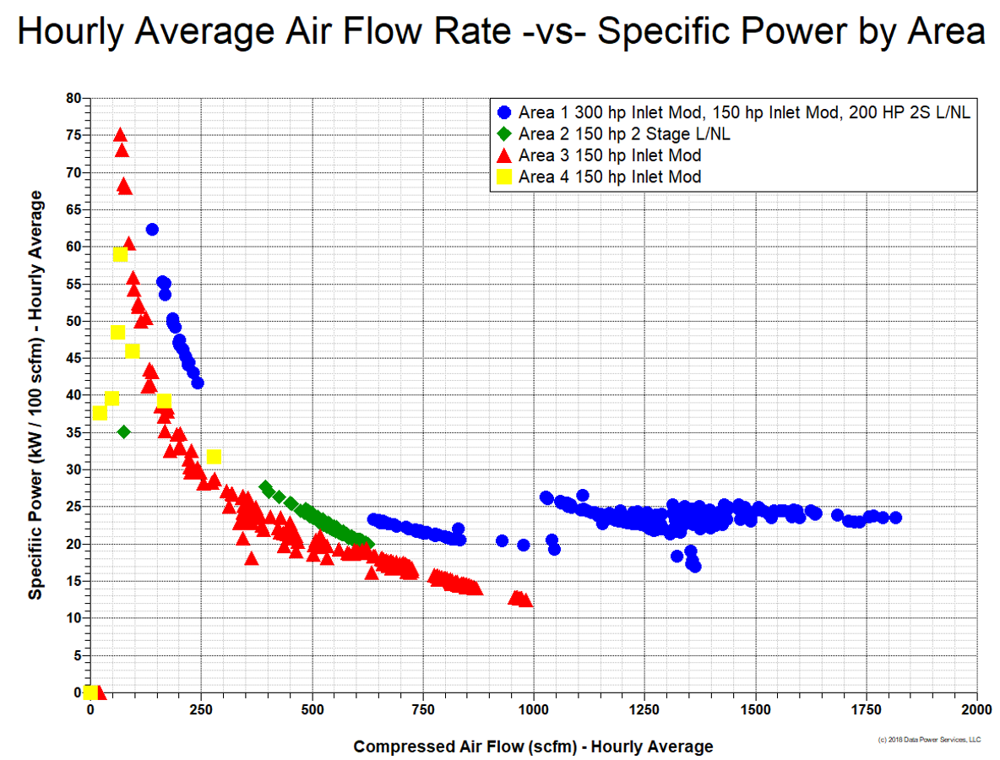 Hourly Average Air Flow Rate -vs- Specific Power by Area
Area 1 300 hp Inlet Mod, 150 hp Inlet Mod, 200 HP 2S L/NL
Area 2 150 hp 2 Stage L/NL
Area 3 150 hp Inlet Mod
Area 4 150 hp Inlet Mod
Specific Power (kW / 100 scfm) - Hourly Average
80
75
70
65
60
55
50
45
40
35
30
25
20
15
10
5
0
0 250 500 750 1000 1250 1500 1750 2000
Compressed Air Flow (scfm) - Hourly Average
(c) 2018 Data Power Services, LLC